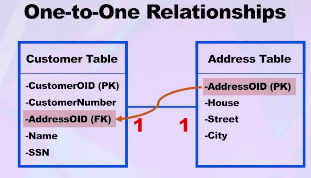 One-to-One Relationships
Customer Table
-CustomerOID (PK)
-CustomerNumber
-AddressOID (FK)
-Name
-SSN
1
1
Address Table
-AddressOID (PK)
-House
-Street
-City